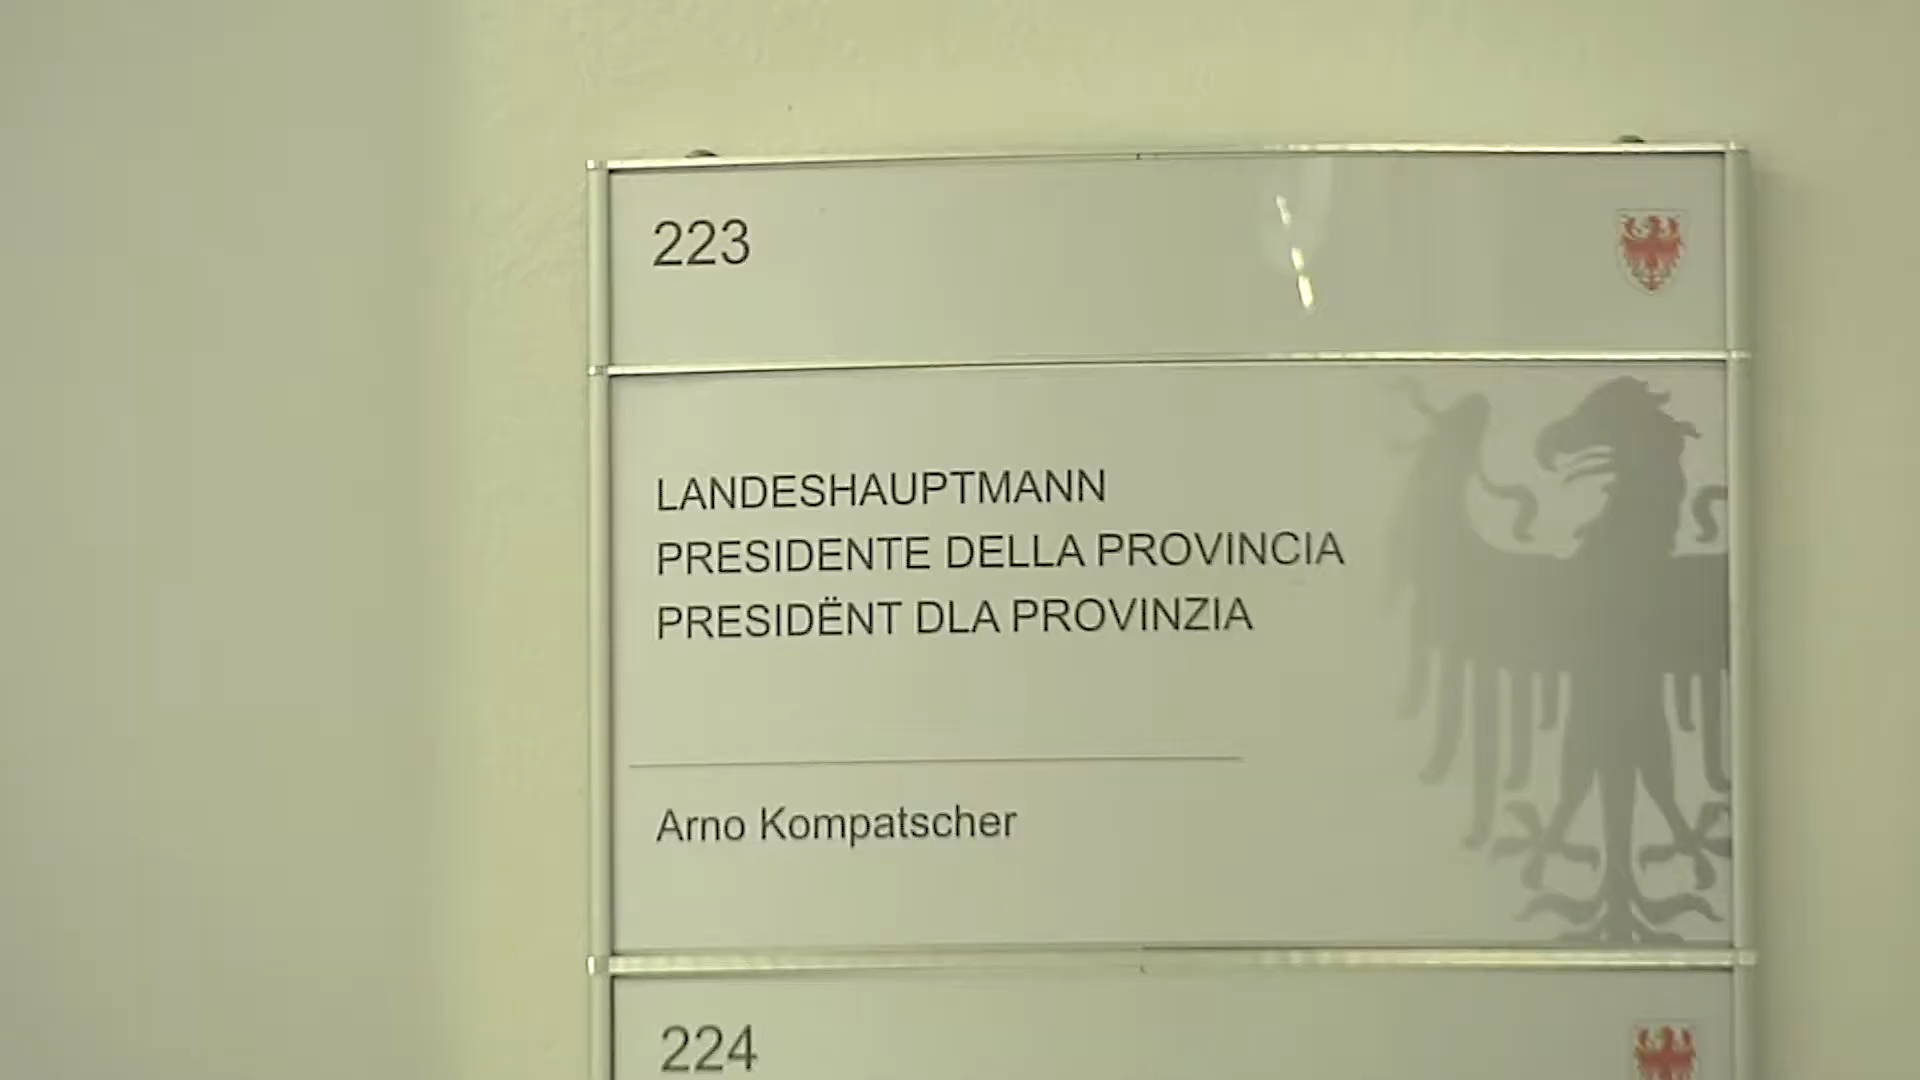 223
LANDESHAUPTMANN
PRESIDENTE DELLA PROVINCIA
PRESIDËNT DLA PROVINZIA
Arno Kompatscher
224